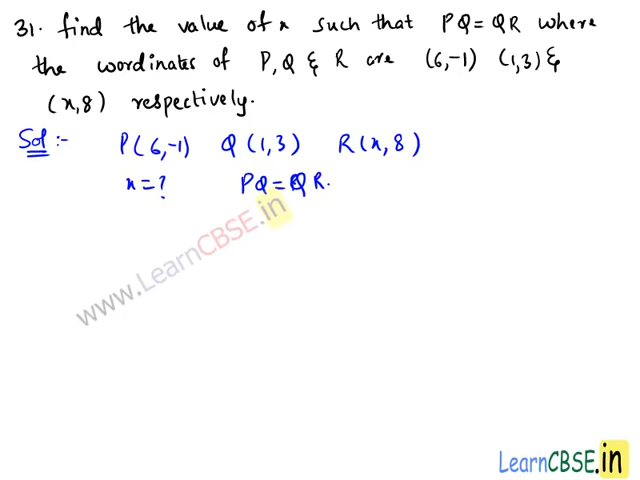 31. find the value of x such that PQ = QR where
the coordinates of P, Q & R are (6,-1) (1,3) &
(x,8) respectively.
Sol :- P(6,-1) Q(1,3) R(x,8)
x=? PQ=QR.
www.LearnCBSE.in
LearnCBSE.in